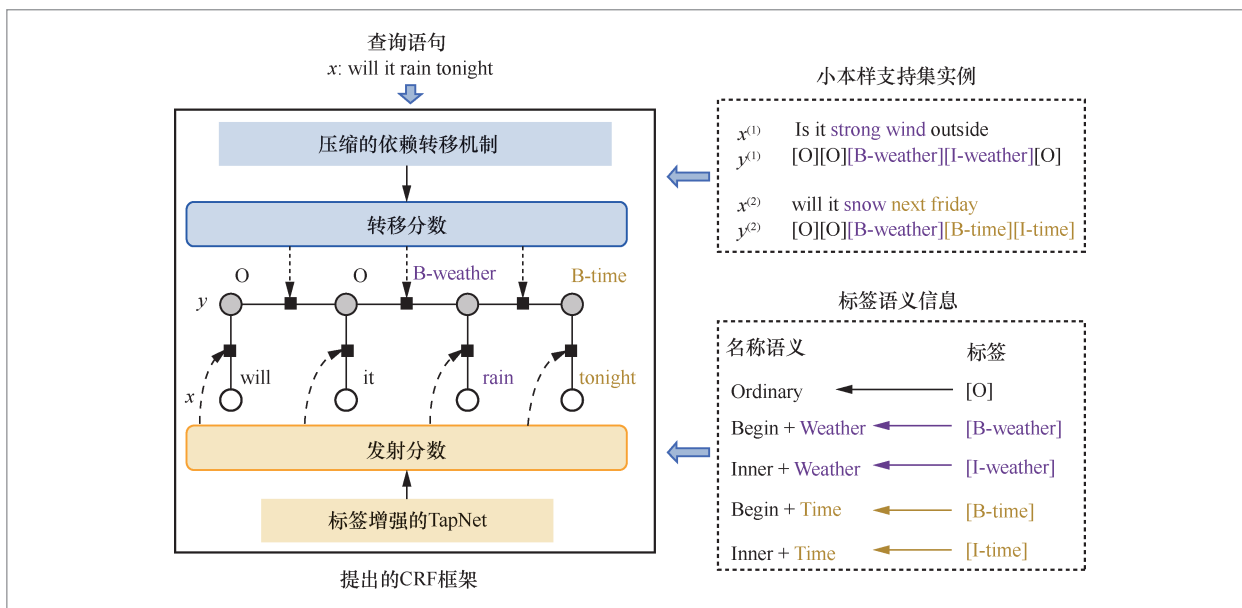 查询语句
x: will it rain tonight
压缩的依赖转移机制
转移分数
O O B-weather B-time
y
will it rain tonight
x
发射分数
标签增强的TapNet
提出的CRF框架
小本样支持集实例
x⁽¹⁾ Is it strong wind outside
y⁽¹⁾ [O][O][B-weather][I-weather][O]
x⁽²⁾ will it snow next friday
y⁽²⁾ [O][O][B-weather][B-time][I-time]
标签语义信息
名称语义 标签
Ordinary [O]
Begin + Weather [B-weather]
Inner + Weather [I-weather]
Begin + Time [B-time]
Inner + Time [I-time]